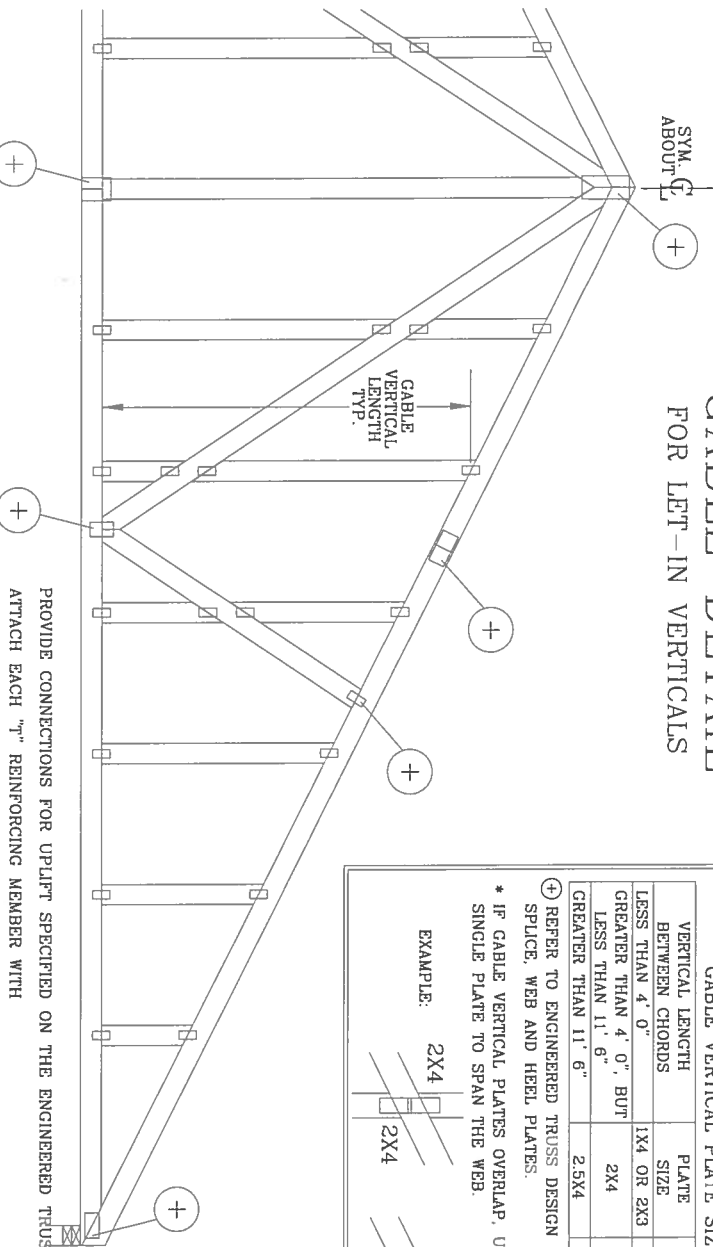 FOR LET-IN VERTICALS
SYM.
ABOUT
CL
+
GABLE
VERTICAL
LENGTH
TYP.
+
+
+
+
+
PROVIDE CONNECTIONS FOR UPLIFT SPECIFIED ON THE ENGINEERED
ATTACH EACH "T" REINFORCING MEMBER WITH
GABLE VERTICAL PLATE
VERTICAL LENGTH
BETWEEN CHORDS
PLATE
SIZE
LESS THAN 4' 0"
1X4 OR 2X3
GREATER THAN 4' 0", BUT
LESS THAN 11' 6"
2X4
GREATER THAN 11' 6"
2.5X4
+ REFER TO ENGINEERED TRUSS DESIGN
SPLICE, WEB AND HEEL PLATES.
* IF GABLE VERTICAL PLATES OVERLAP,
SINGLE PLATE TO SPAN THE WEB.
EXAMPLE:
2X4
2X4